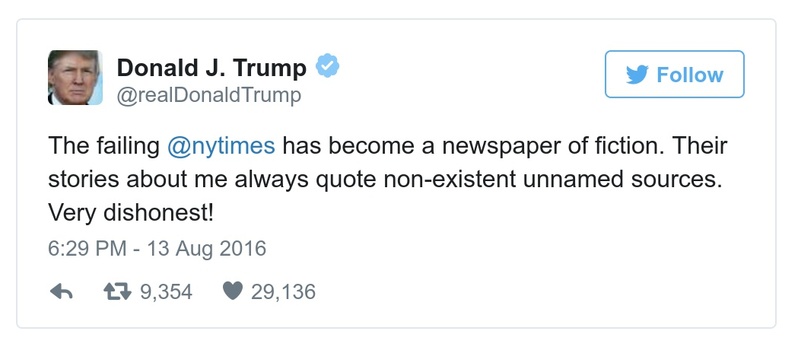 Donald J. Trump
@realDonaldTrump
Follow
The failing @nytimes has become a newspaper of fiction. Their
stories about me always quote non-existent unnamed sources.
Very dishonest!
6:29 PM - 13 Aug 2016
9,354 29,136